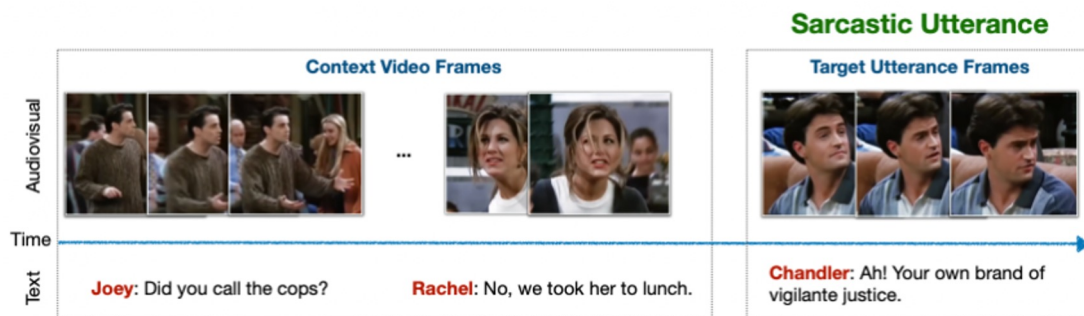 Sarcastic Utterance
Context Video Frames
Target Utterance Frames
Audiovisual
...
Time
Text
Joey: Did you call the cops?
Rachel: No, we took her to lunch.
Chandler: Ah! Your own brand of
vigilante justice.